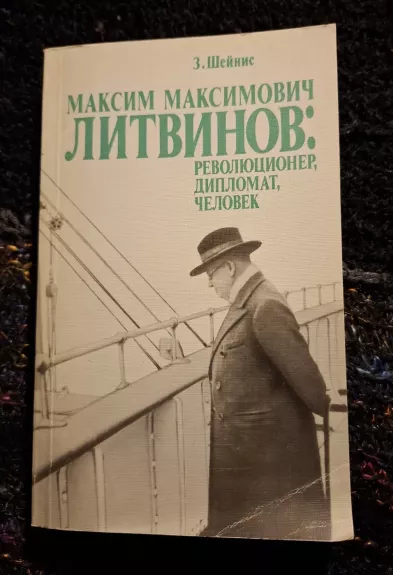 З. Шейнис
МАКСИМ МАКСИМОВИЧ
ЛИТВИНОВ:
РЕВОЛЮЦИОНЕР,
ДИПЛОМАТ,
ЧЕЛОВЕК